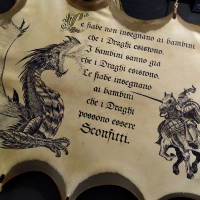 Le fiabe non insegnano ai bambini
che i Draghi esistono.
I bambini sanno già
che i Draghi esistono.
Le fiabe insegnano
ai bambini
che i Draghi
possono essere
Sconfitti.